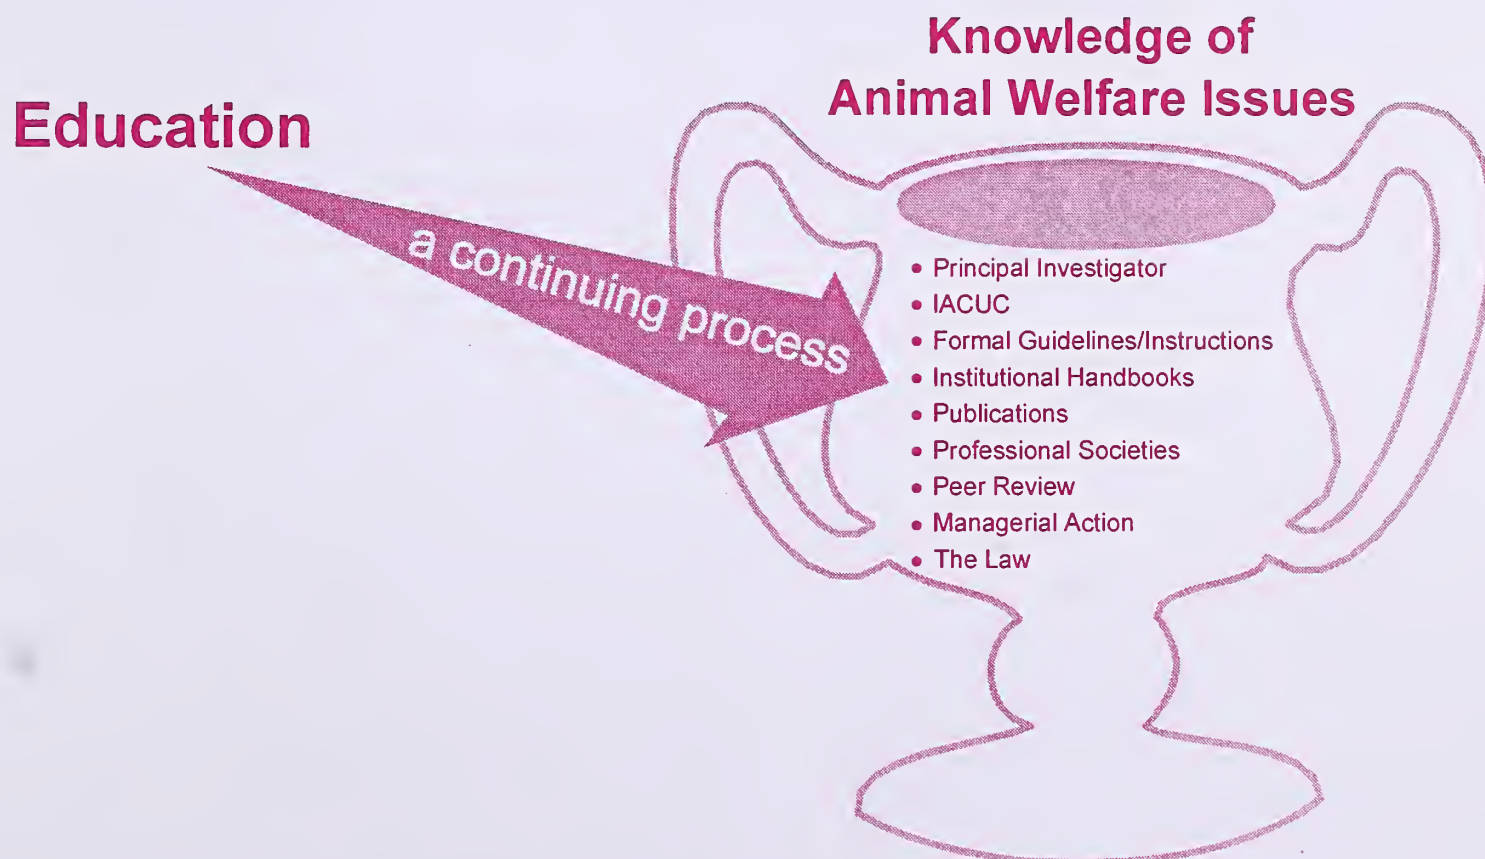 Knowledge of
Animal Welfare Issues
Education
a continuing process
• Principal Investigator
• IACUC
• Formal Guidelines/Instructions
• Institutional Handbooks
• Publications
• Professional Societies
• Peer Review
• Managerial Action
• The Law